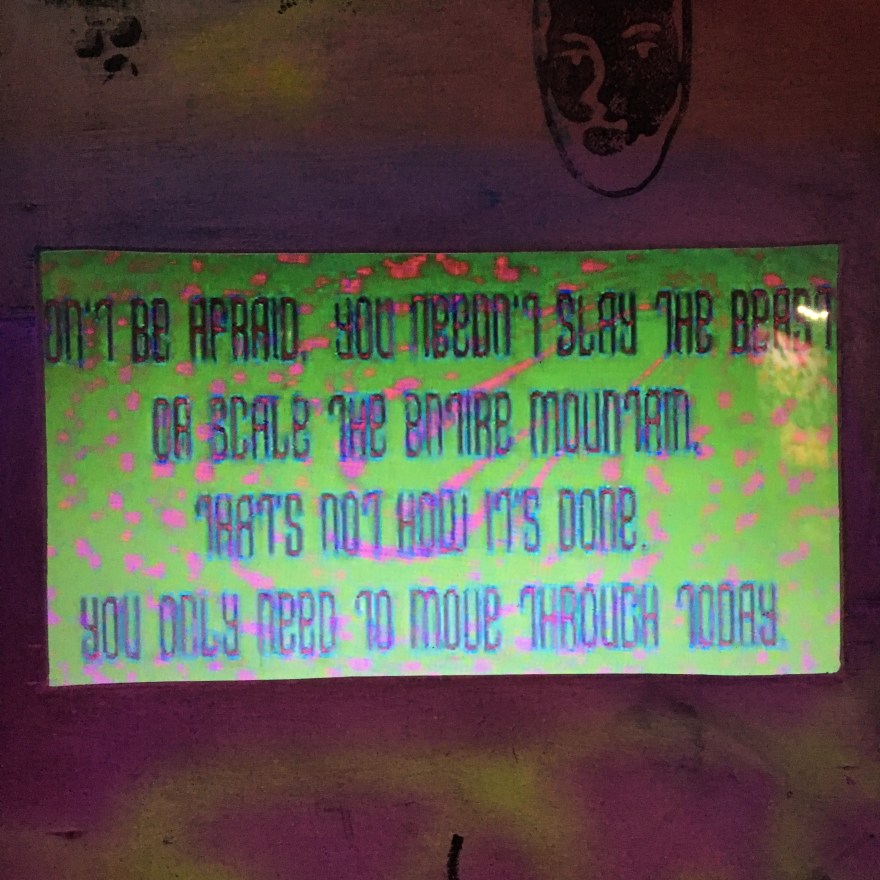 ON'T BE AFRAID, YOU NEEDN'T SLAY THE BEAST
OR SCALE THE ENTIRE MOUNTAIN.
THAT'S NOT HOW IT'S DONE.
YOU ONLY NEED TO MOVE THROUGH TODAY.